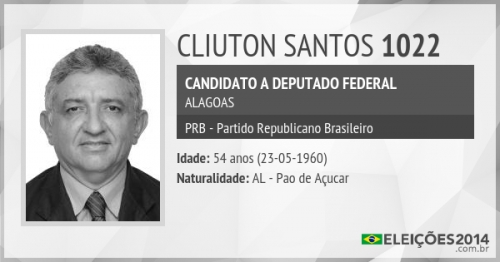 CLIUTON SANTOS 1022
CANDIDATO A DEPUTADO FEDERAL
ALAGOAS
PRB - Partido Republicano Brasileiro
Idade: 54 anos (23-05-1960)
Naturalidade: AL - Pao de Açucar
ELEIÇÕES2014
.com.br